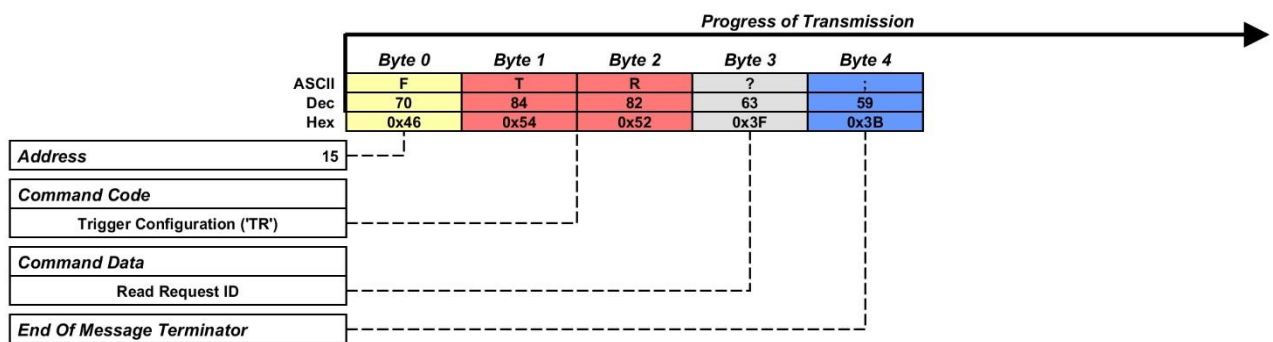 Progress of Transmission
Byte 0 Byte 1 Byte 2 Byte 3 Byte 4
ASCII F T R ? ;
Dec 70 84 82 63 59
Hex 0x46 0x54 0x52 0x3F 0x3B
Address 15
Command Code
Trigger Configuration ('TR')
Command Data
Read Request ID
End Of Message Terminator